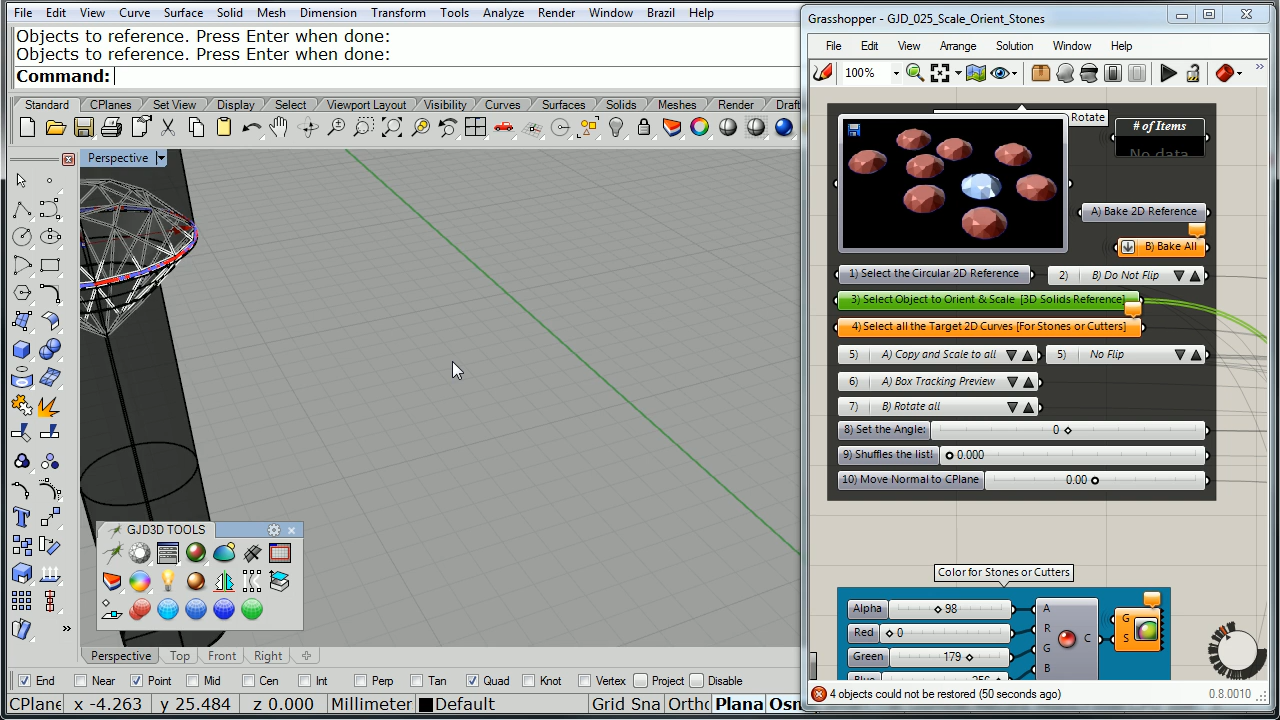 File Edit View Curve Surface Solid Mesh Dimension Transform Tools Analyze Render Window Brazil Help
Objects to reference. Press Enter when done:
Objects to reference. Press Enter when done:
Command:
Standard CPlanes Set View Display Select Viewport Layout Visibility Curves Surfaces Solids Meshes Render Draft
Perspective
GJD3D TOOLS
Perspective Top Front Right
End Near Point Mid Cen Int Perp Tan Quad Knot Vertex Project Disable
CPlane x -4.263 y 25.484 z 0.000 Millimeter Default Grid Sna Ortho Plana Osn
Grasshopper - GJD_025_Scale_Orient_Stones
File Edit View Arrange Solution Window Help
100%
Rotate
# of Items
No data
A) Bake 2D Reference
B) Bake All
1) Select the Circular 2D Reference
2) B) Do Not Flip
3) Select Object to Orient & Scale [3D Solids Reference]
4) Select all the Target 2D Curves [For Stones or Cutters]
5) A) Copy and Scale to all
5) No Flip
6) A) Box Tracking Preview
7) B) Rotate all
8) Set the Angle: 0
9) Shuffles the list! 0.000
10) Move Normal to CPlane 0.00
Color for Stones or Cutters
Alpha 98
Red 0
Green 179
Blue 256
A
R
G
B
C
G
S
4 objects could not be restored (50 seconds ago)
0.8.0010